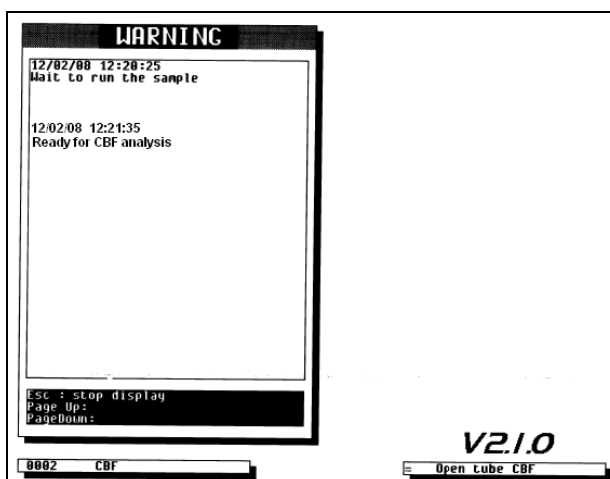 WARNING
12/02/08 12:20:25
Wait to run the sample
12/02/08 12:21:35
Ready for CBF analysis
Esc : stop display
Page Up:
PageDown:
V2.1.0
0002 CBF
= Open tube CBF